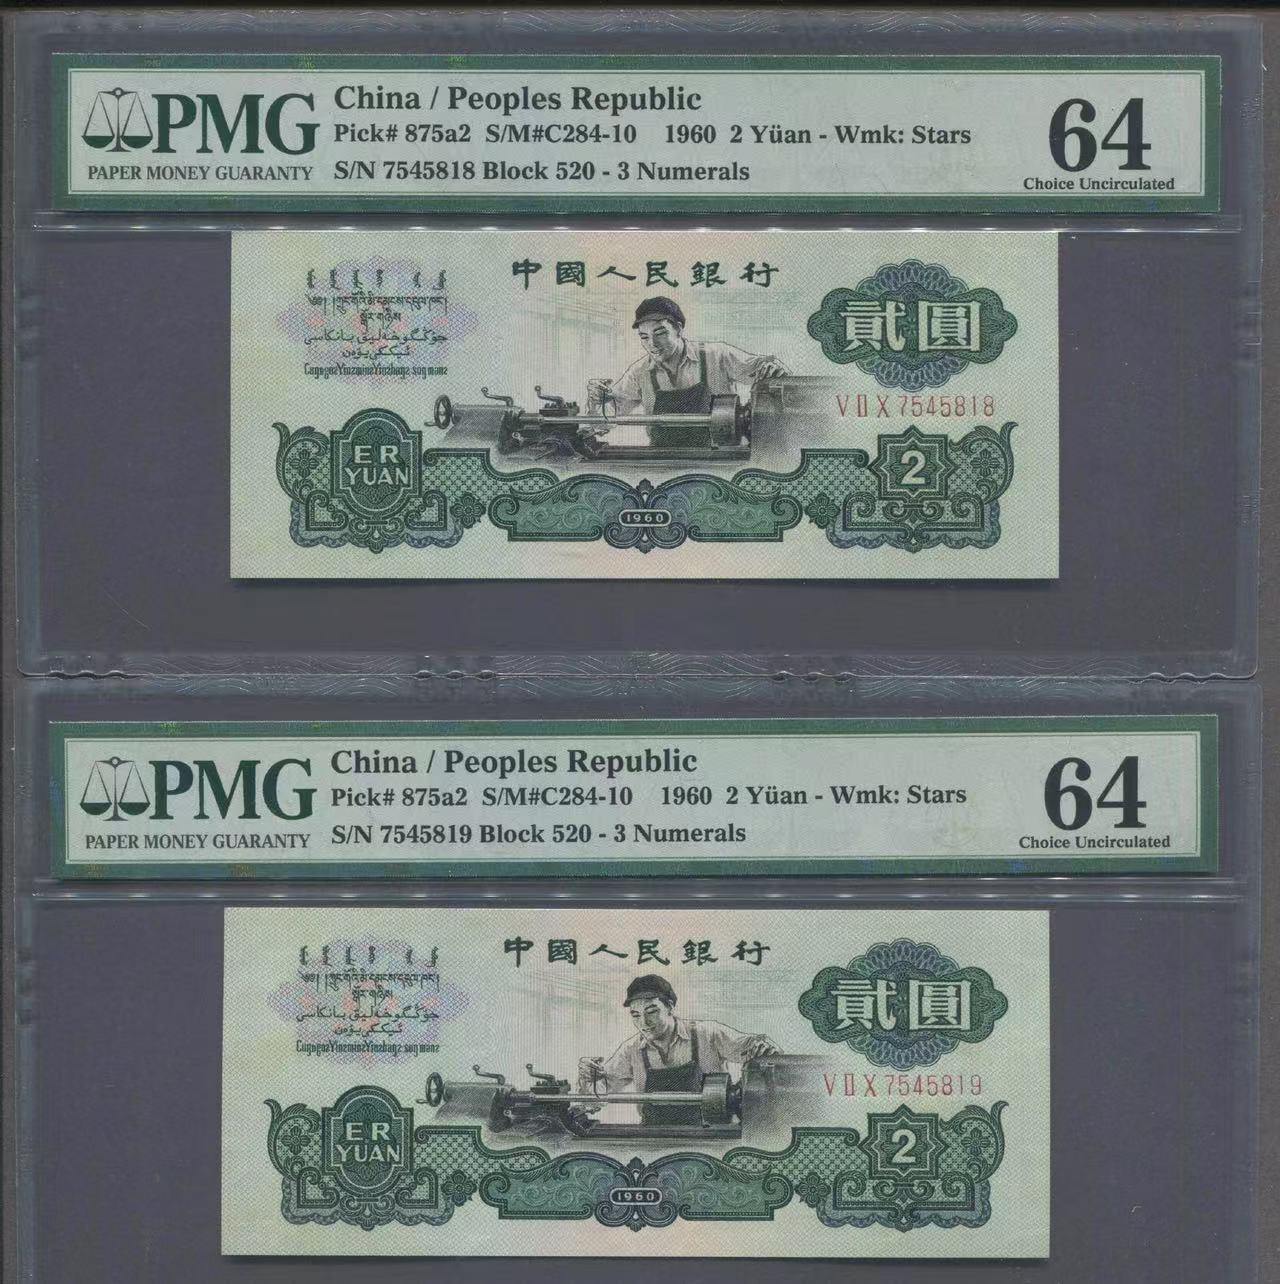 PMG
PAPER MONEY GUARANTY
China / Peoples Republic
Pick# 875a2 S/M#C284-10 1960 2 Yüan - Wmk: Stars
S/N 7545818 Block 520 - 3 Numerals
64
Choice Uncirculated
中國人民銀行
貳圓
VⅡX7545818
ER
YUAN
2
1960
PMG
PAPER MONEY GUARANTY
China / Peoples Republic
Pick# 875a2 S/M#C284-10 1960 2 Yüan - Wmk: Stars
S/N 7545819 Block 520 - 3 Numerals
64
Choice Uncirculated
中國人民銀行
貳圓
VⅡX7545819
ER
YUAN
2
1960